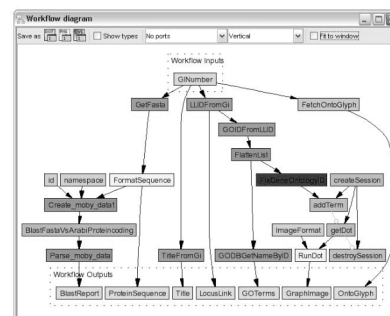 Workflow diagram
Save as
Show types
No ports
Vertical
Fit to window
Workflow Inputs
GINumber
GetFasta
LLIDFromGi
FetchOntoGlyph
GOIDFromLLID
FlattenList
id
namespace
FormatSequence
FixGeneOntologyID
createSession
Create_moby_data1
addTerm
BlastFastaVsArabiProteincoding
ImageFormat
getDot
Parse_moby_data
TitleFromGi
GODBGetNameByID
RunDot
destroySession
Workflow Outputs
BlastReport
ProteinSequence
Title
LocusLink
GOTerms
GraphImage
OntoGlyph